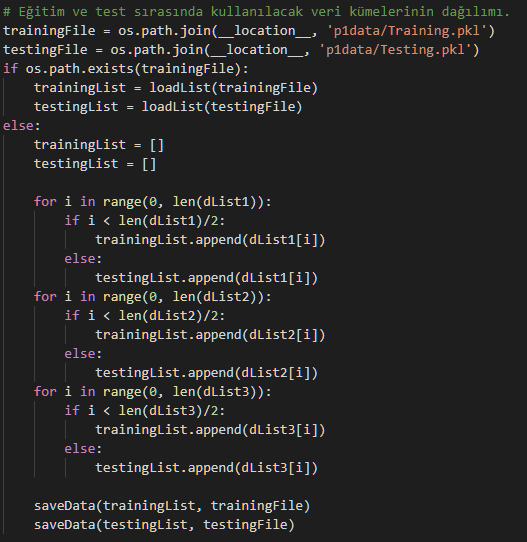 # Eğitim ve test sırasında kullanılacak veri kümelerinin dağılımı.
trainingFile = os.path.join(__location__, 'p1data/Training.pkl')
testingFile = os.path.join(__location__, 'p1data/Testing.pkl')
if os.path.exists(trainingFile):
    trainingList = loadList(trainingFile)
    testingList = loadList(testingFile)
else:
    trainingList = []
    testingList = []

    for i in range(0, len(dList1)):
        if i < len(dList1)/2:
            trainingList.append(dList1[i])
        else:
            testingList.append(dList1[i])
    for i in range(0, len(dList2)):
        if i < len(dList2)/2:
            trainingList.append(dList2[i])
        else:
            testingList.append(dList2[i])
    for i in range(0, len(dList3)):
        if i < len(dList3)/2:
            trainingList.append(dList3[i])
        else:
            testingList.append(dList3[i])

    saveData(trainingList, trainingFile)
    saveData(testingList, testingFile)